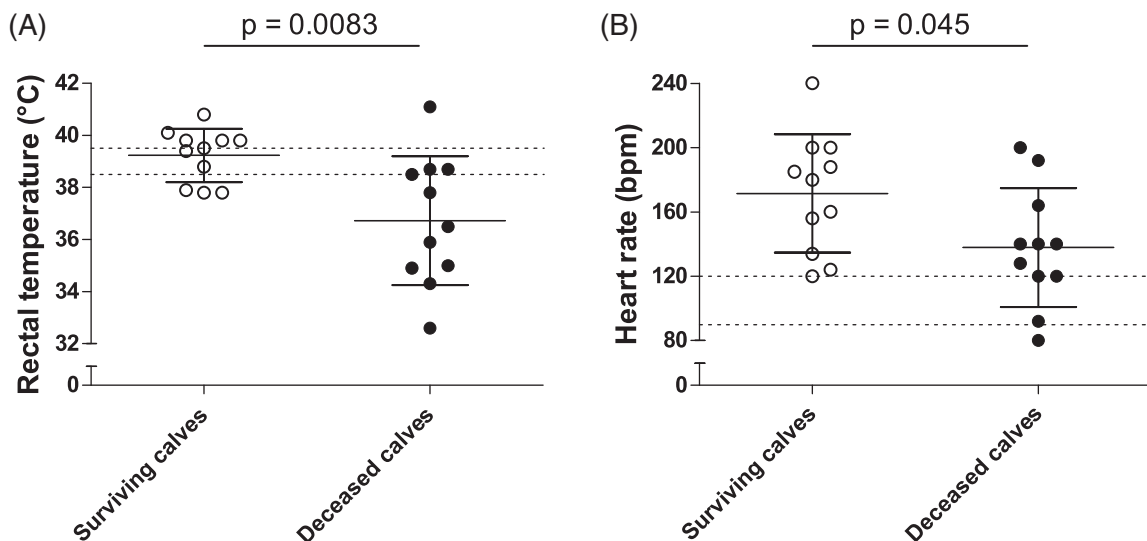 (A)
p = 0.0083
Rectal temperature (°C)
42
40
38
36
34
32
0
Surviving calves
Deceased calves
(B)
p = 0.045
Heart rate (bpm)
240
200
160
120
80
0
Surviving calves
Deceased calves